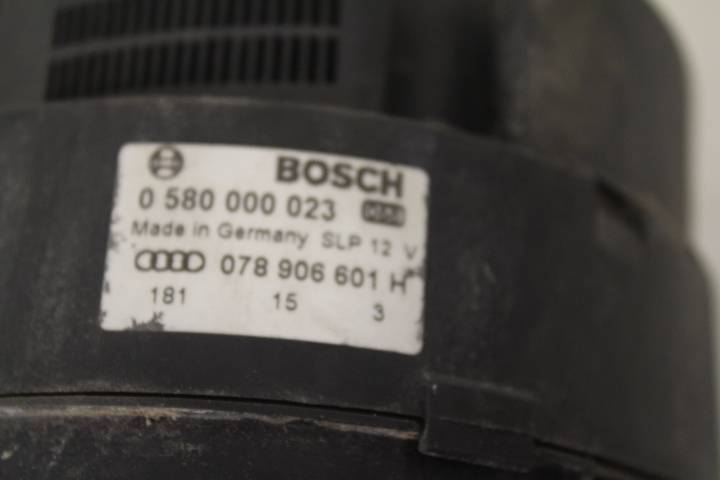 BOSCH
0 580 000 023
Made in Germany SLP 12 V
078 906 601 H
181 15 3